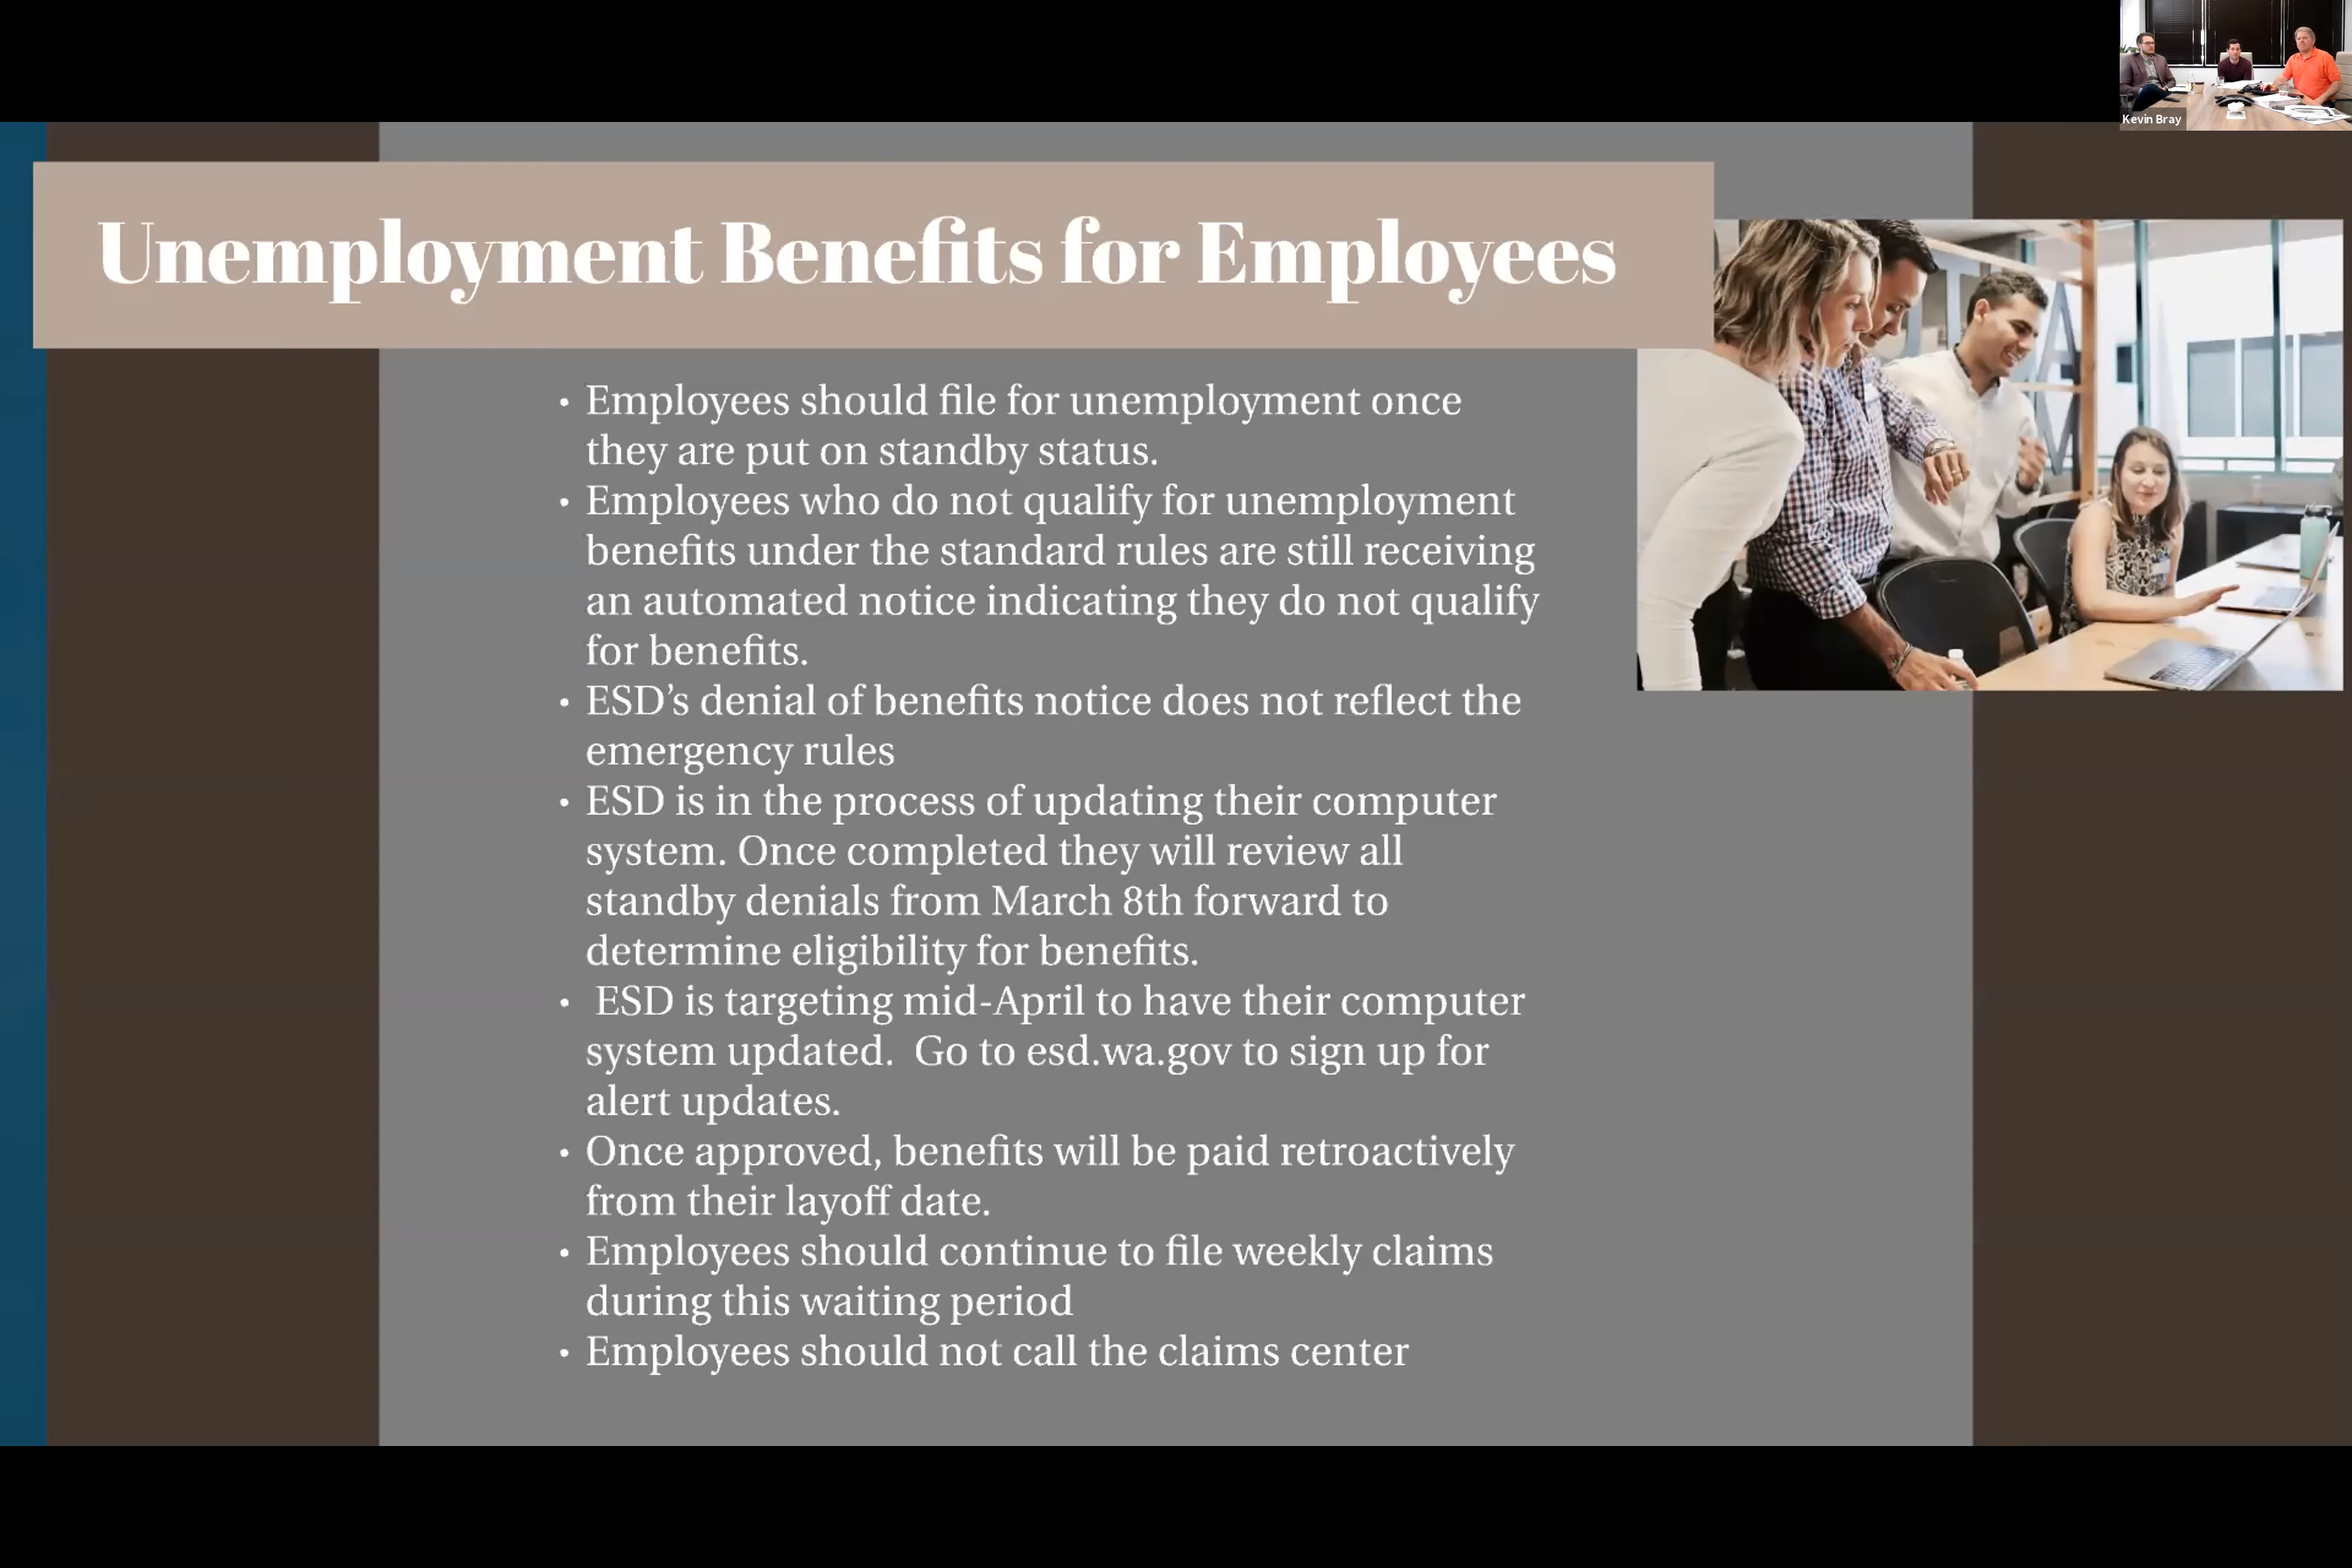 Kevin Bray
Unemployment Benefits for Employees
• Employees should file for unemployment once
they are put on standby status.
• Employees who do not qualify for unemployment
benefits under the standard rules are still receiving
an automated notice indicating they do not qualify
for benefits.
• ESD’s denial of benefits notice does not reflect the
emergency rules
• ESD is in the process of updating their computer
system. Once completed they will review all
standby denials from March 8th forward to
determine eligibility for benefits.
• ESD is targeting mid-April to have their computer
system updated.  Go to esd.wa.gov to sign up for
alert updates.
• Once approved, benefits will be paid retroactively
from their layoff date.
• Employees should continue to file weekly claims
during this waiting period
• Employees should not call the claims center